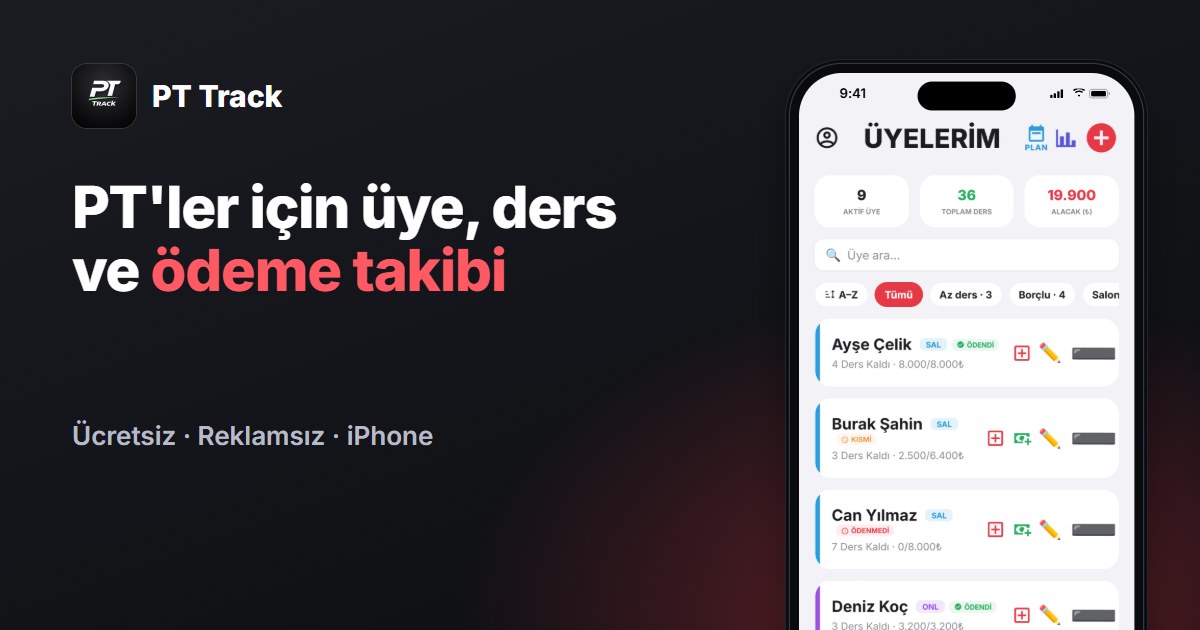 PT
TRACK
PT Track
PT'ler için üye, ders
ve ödeme takibi
Ücretsiz · Reklamsız · iPhone
9:41
ÜYELERİM
PLAN
9
AKTİF ÜYE
36
TOPLAM DERS
19.900
ALACAK (₺)
Üye ara...
A–Z
Tümü
Az ders · 3
Borçlu · 4
Salon
Ayşe Çelik SAL ÖDENDİ
4 Ders Kaldı · 8.000/8.000₺
Burak Şahin SAL
KISMİ
3 Ders Kaldı · 2.500/6.400₺
Can Yılmaz SAL
ÖDENMEDİ
7 Ders Kaldı · 0/8.000₺
Deniz Koç ONL ÖDENDİ
3 Ders Kaldı · 3.200/3.200₺